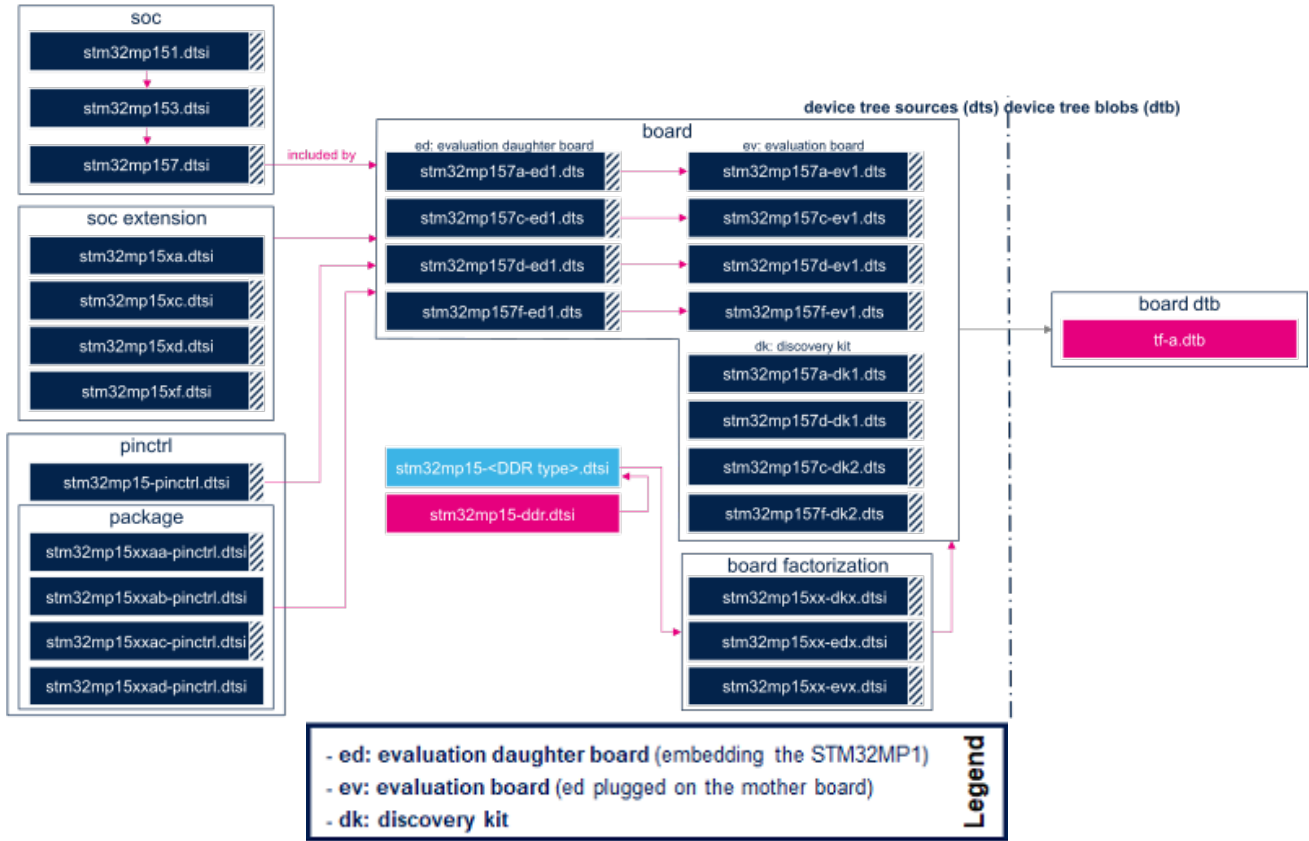 soc
stm32mp151.dtsi
stm32mp153.dtsi
stm32mp157.dtsi
included by
soc extension
stm32mp15xa.dtsi
stm32mp15xc.dtsi
stm32mp15xd.dtsi
stm32mp15xf.dtsi
pinctrl
stm32mp15-pinctrl.dtsi
package
stm32mp15xxaa-pinctrl.dtsi
stm32mp15xxab-pinctrl.dtsi
stm32mp15xxac-pinctrl.dtsi
stm32mp15xxad-pinctrl.dtsi
device tree sources (dts) device tree blobs (dtb)
board
ed: evaluation daughter board
stm32mp157a-ed1.dts
stm32mp157c-ed1.dts
stm32mp157d-ed1.dts
stm32mp157f-ed1.dts
ev: evaluation board
stm32mp157a-ev1.dts
stm32mp157c-ev1.dts
stm32mp157d-ev1.dts
stm32mp157f-ev1.dts
dk: discovery kit
stm32mp157a-dk1.dts
stm32mp157d-dk1.dts
stm32mp157c-dk2.dts
stm32mp157f-dk2.dts
stm32mp15-<DDR type>.dtsi
stm32mp15-ddr.dtsi
board factorization
stm32mp15xx-dkx.dtsi
stm32mp15xx-edx.dtsi
stm32mp15xx-evx.dtsi
board dtb
tf-a.dtb
- ed: evaluation daughter board (embedding the STM32MP1)
- ev: evaluation board (ed plugged on the mother board)
- dk: discovery kit
Legend